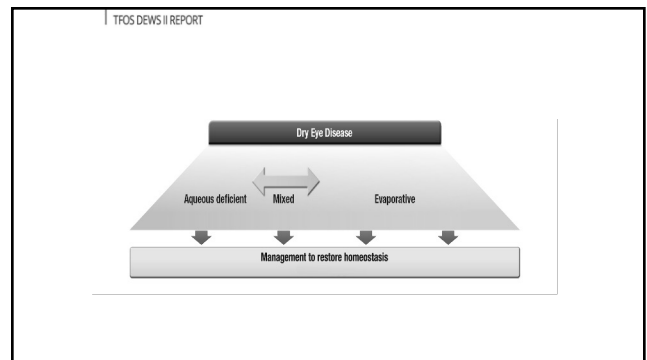 TFOS DEWS II REPORT
Dry Eye Disease
Aqueous deficient Mixed Evaporative
Management to restore homeostasis